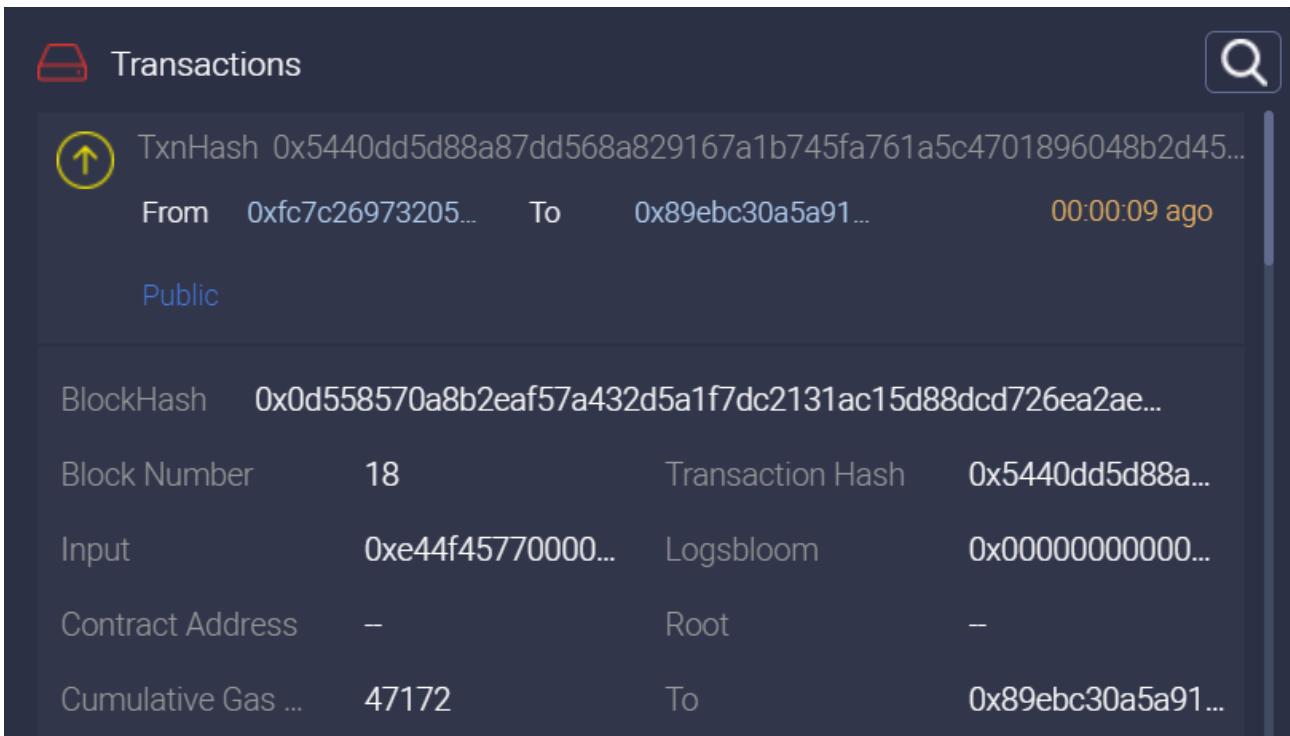 Transactions
TxnHash 0x5440dd5d88a87dd568a829167a1b745fa761a5c4701896048b2d45...
From 0xfc7c26973205... To 0x89ebc30a5a91... 00:00:09 ago
Public
BlockHash 0x0d558570a8b2eaf57a432d5a1f7dc2131ac15d88dcd726ea2ae...
Block Number 18 Transaction Hash 0x5440dd5d88a...
Input 0xe44f45770000... Logsbloom 0x00000000000...
Contract Address -- Root --
Cumulative Gas ... 47172 To 0x89ebc30a5a91...